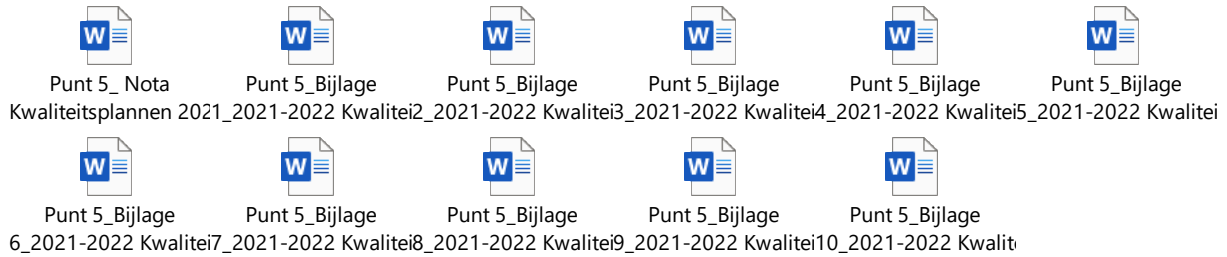 Punt 5_ Nota Punt 5_Bijlage Punt 5_Bijlage Punt 5_Bijlage Punt 5_Bijlage Punt 5_Bijlage
Kwaliteitsplannen 2021_2021-2022 Kwalitei2_2021-2022 Kwalitei3_2021-2022 Kwalitei4_2021-2022 Kwalitei5_2021-2022 Kwalitei
Punt 5_Bijlage Punt 5_Bijlage Punt 5_Bijlage Punt 5_Bijlage Punt 5_Bijlage
6_2021-2022 Kwalitei7_2021-2022 Kwalitei8_2021-2022 Kwalitei9_2021-2022 Kwalitei10_2021-2022 Kwalit